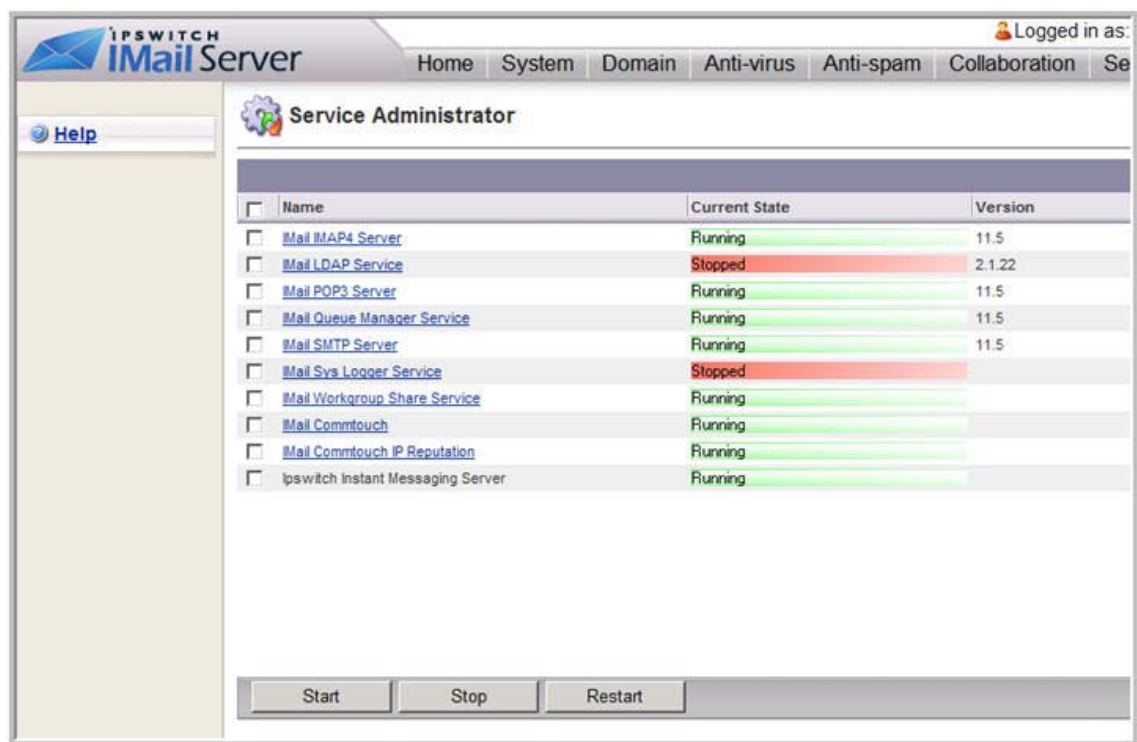 IPSWITCH
IMail Server
Logged in as:
Home System Domain Anti-virus Anti-spam Collaboration Se
Help
Service Administrator
Name Current State Version
IMail IMAP4 Server Running 11.5
IMail LDAP Service Stopped 2.1.22
IMail POP3 Server Running 11.5
IMail Queue Manager Service Running 11.5
IMail SMTP Server Running 11.5
IMail Sys Logger Service Stopped
IMail Workgroup Share Service Running
IMail Commtouch Running
IMail Commtouch IP Reputation Running
Ipswitch Instant Messaging Server Running
Start Stop Restart